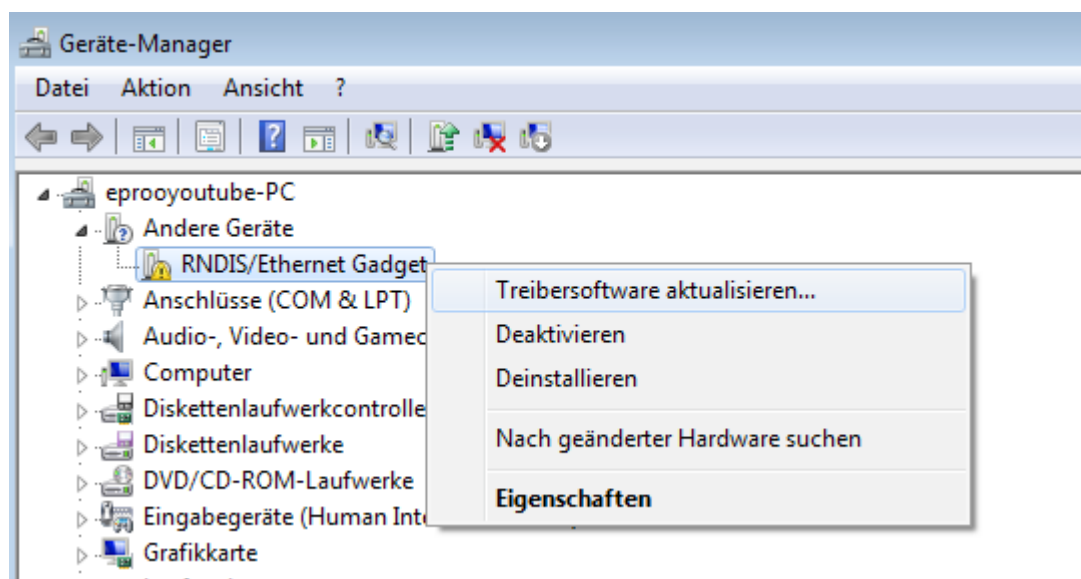 Geräte-Manager
Datei Aktion Ansicht ?
eprooyoutube-PC
Andere Geräte
RNDIS/Ethernet Gadget
Anschlüsse (COM & LPT)
Audio-, Video- und Gamec
Computer
Diskettenlaufwerkcontrolle
Diskettenlaufwerke
DVD/CD-ROM-Laufwerke
Eingabegeräte (Human Inte
Grafikkarte
Treibersoftware aktualisieren...
Deaktivieren
Deinstallieren
Nach geänderter Hardware suchen
Eigenschaften